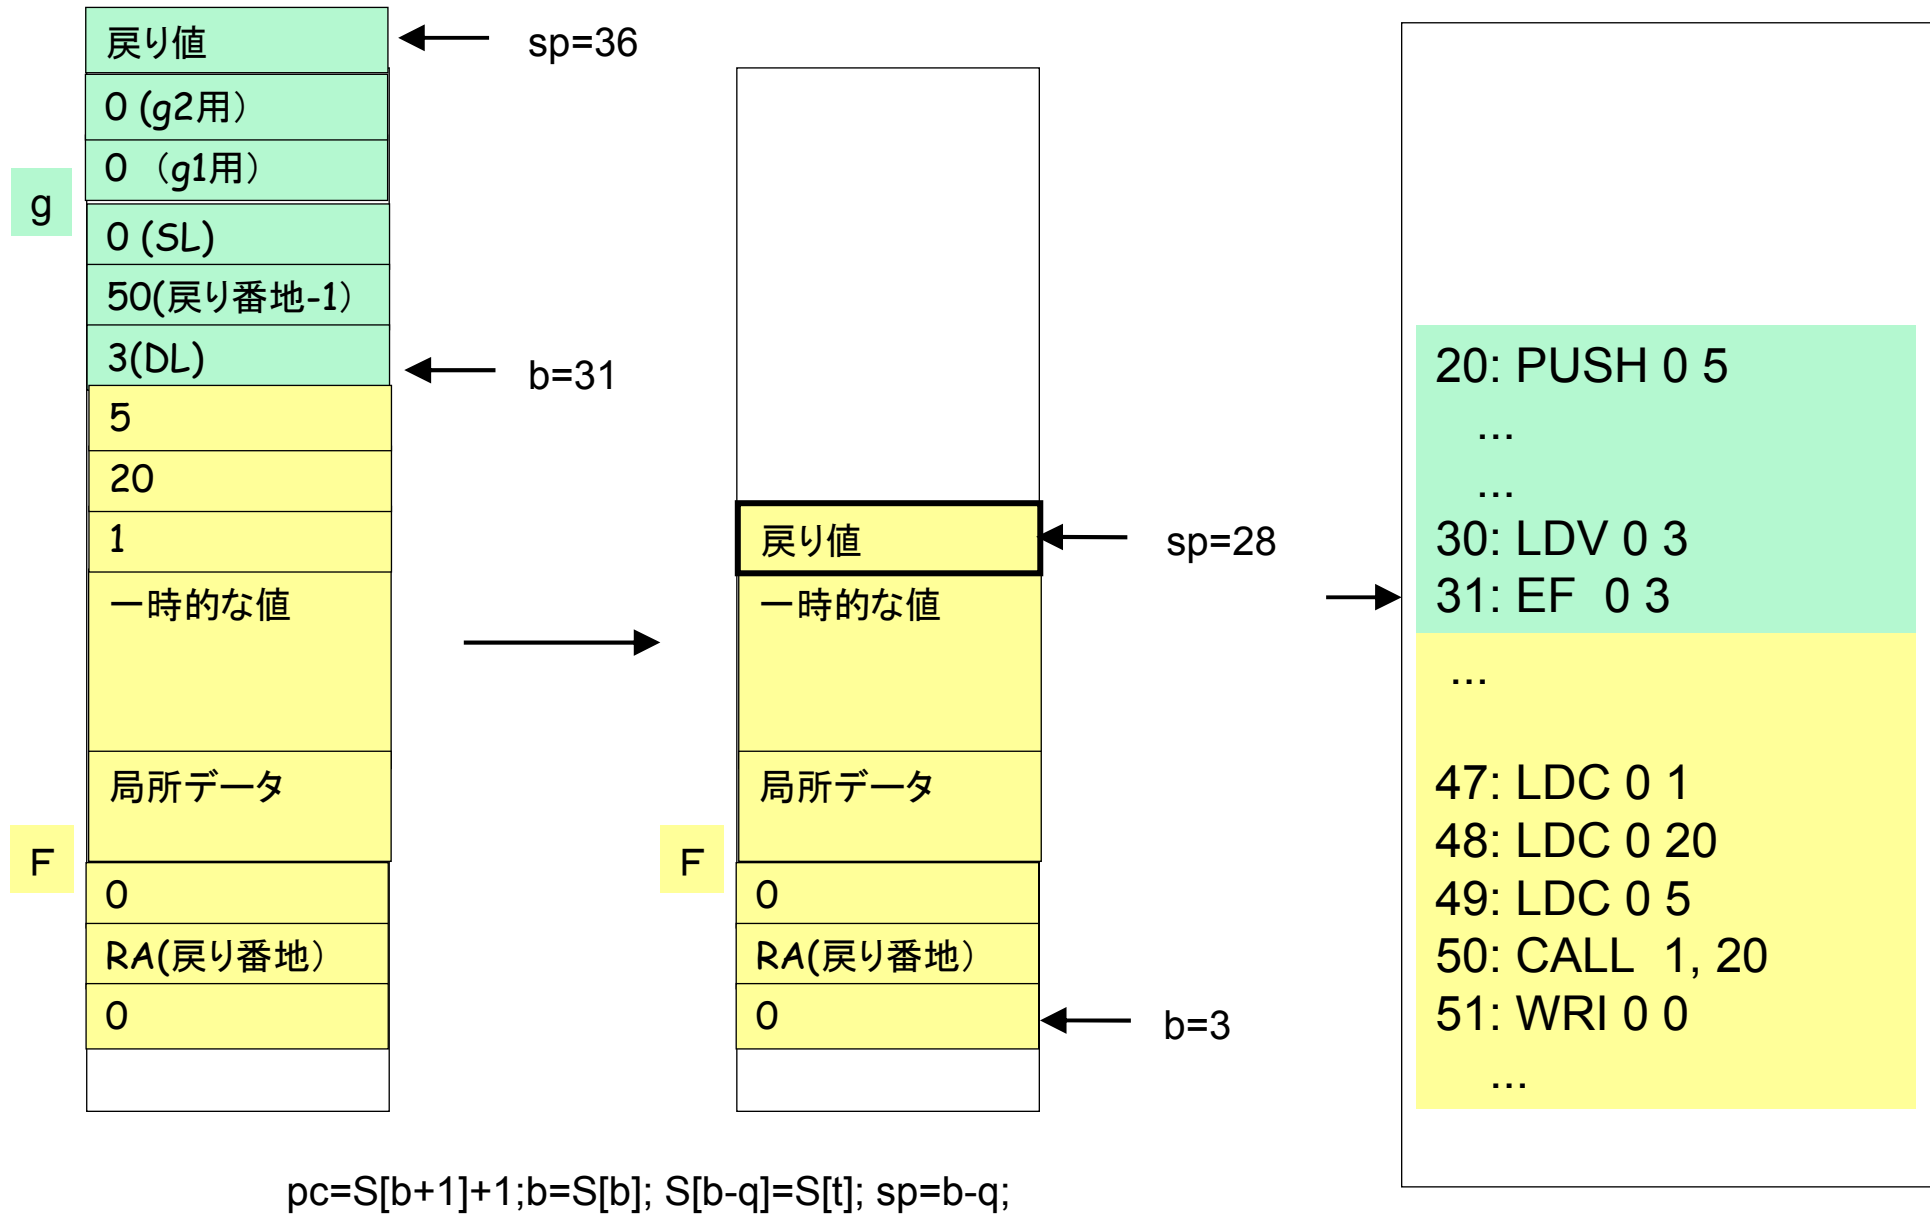 戻り値
sp=36
0 (g2用）
0 （g1用）
g
0 (SL)
50(戻り番地-1）
3(DL)
b=31
5
20
1
一時的な値
局所データ
F
0
RA(戻り番地）
0
戻り値
sp=28
一時的な値
局所データ
F
0
RA(戻り番地）
0
b=3
20: PUSH 0 5
...
...
30: LDV 0 3
31: EF 0 3
...
47: LDC 0 1
48: LDC 0 20
49: LDC 0 5
50: CALL 1, 20
51: WRI 0 0
...
pc=S[b+1]+1;b=S[b]; S[b-q]=S[t]; sp=b-q;